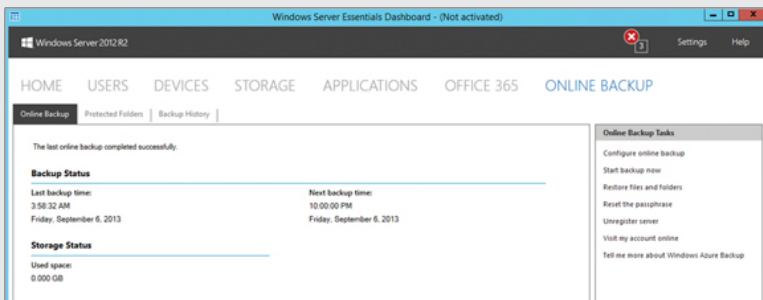 Windows Server Essentials Dashboard - (Not activated)
Windows Server 2012 R2
3
Settings
Help
HOME
USERS
DEVICES
STORAGE
APPLICATIONS
OFFICE 365
ONLINE BACKUP
Online Backup
Protected Folders
Backup History
The last online backup completed successfully.
Backup Status
Last backup time:
3:58:32 AM
Friday, September 6, 2013
Next backup time:
10:00:00 PM
Friday, September 6, 2013
Storage Status
Used space:
0.000 GB
Online Backup Tasks
Configure online backup
Start backup now
Restore files and folders
Reset the passphrase
Unregister server
Visit my account online
Tell me more about Windows Azure Backup